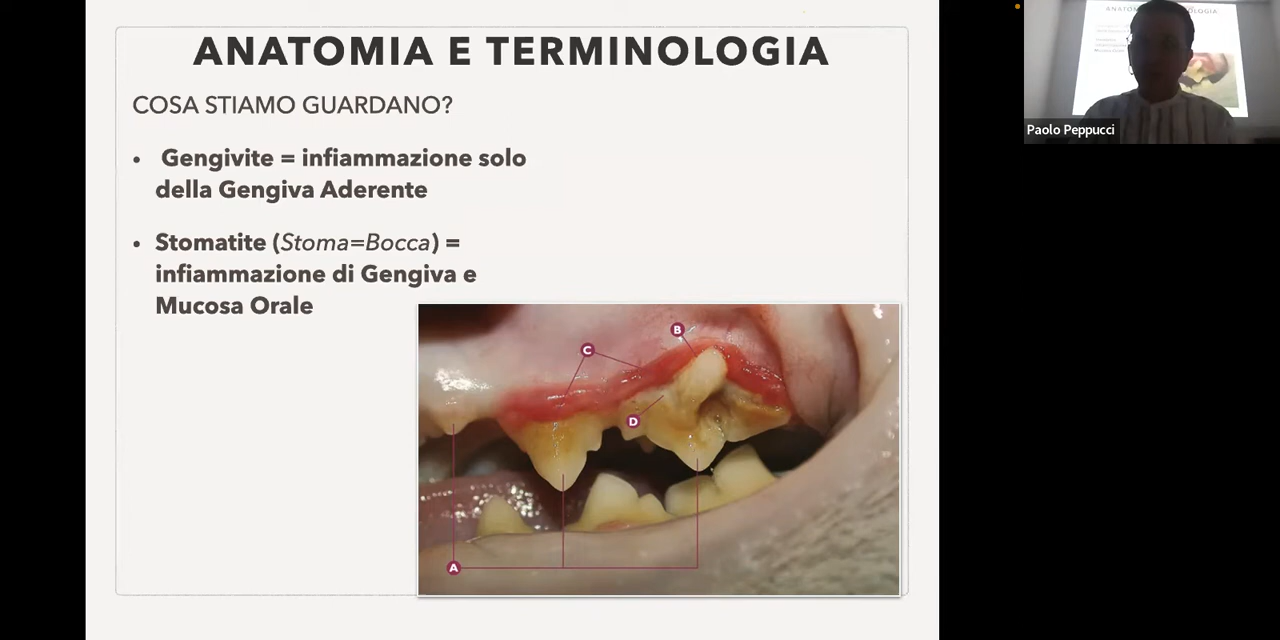 ANATOMIA E TERMINOLOGIA
COSA STIAMO GUARDANO?
• Gengivite = infiammazione solo
della Gengiva Aderente
• Stomatite (Stoma=Bocca) =
infiammazione di Gengiva e
Mucosa Orale
B
C
D
A
Paolo Peppucci